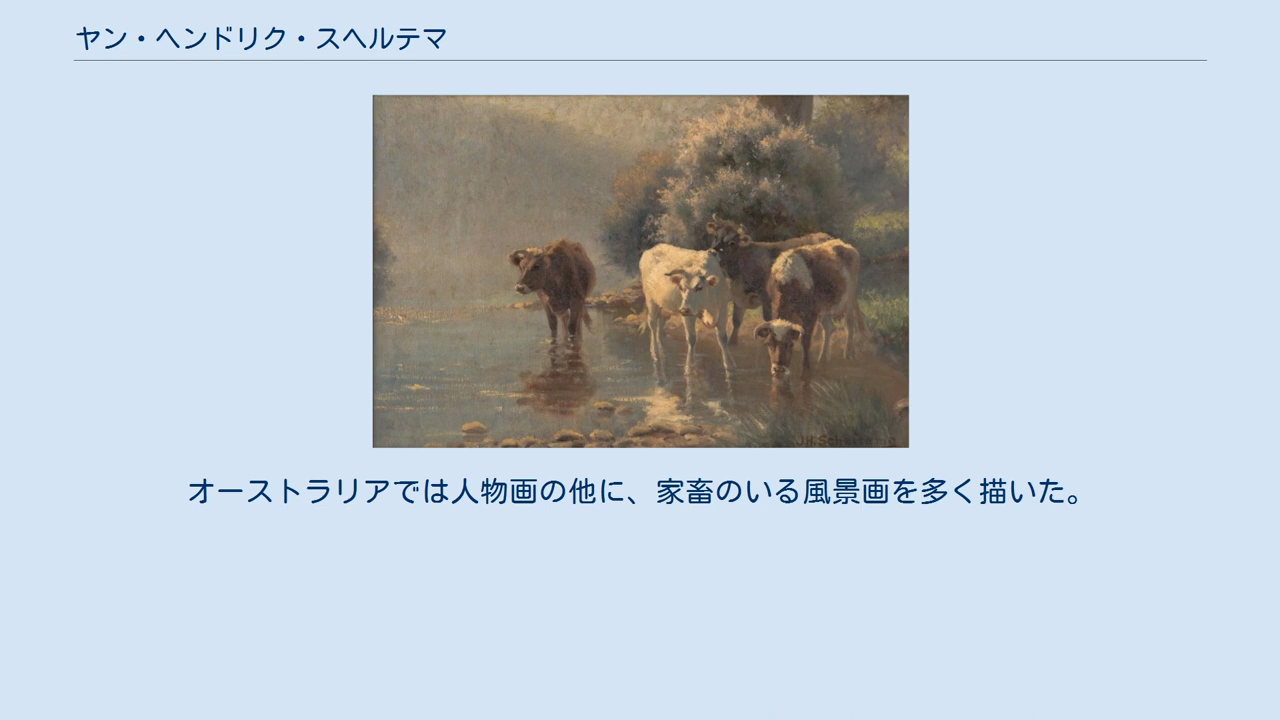 ヤン・ヘンドリク・スヘルテマ
J.H. Scheltema
オーストラリアでは人物画の他に、家畜のいる風景画を多く描いた。